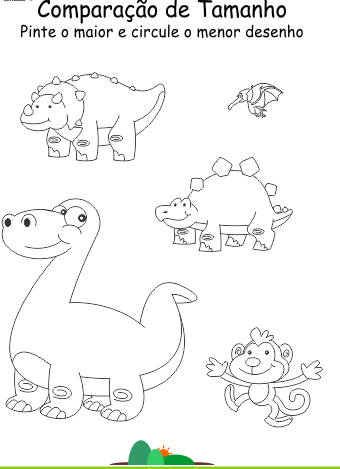 Comparação de Tamanho
Pinte o maior e circule o menor desenho